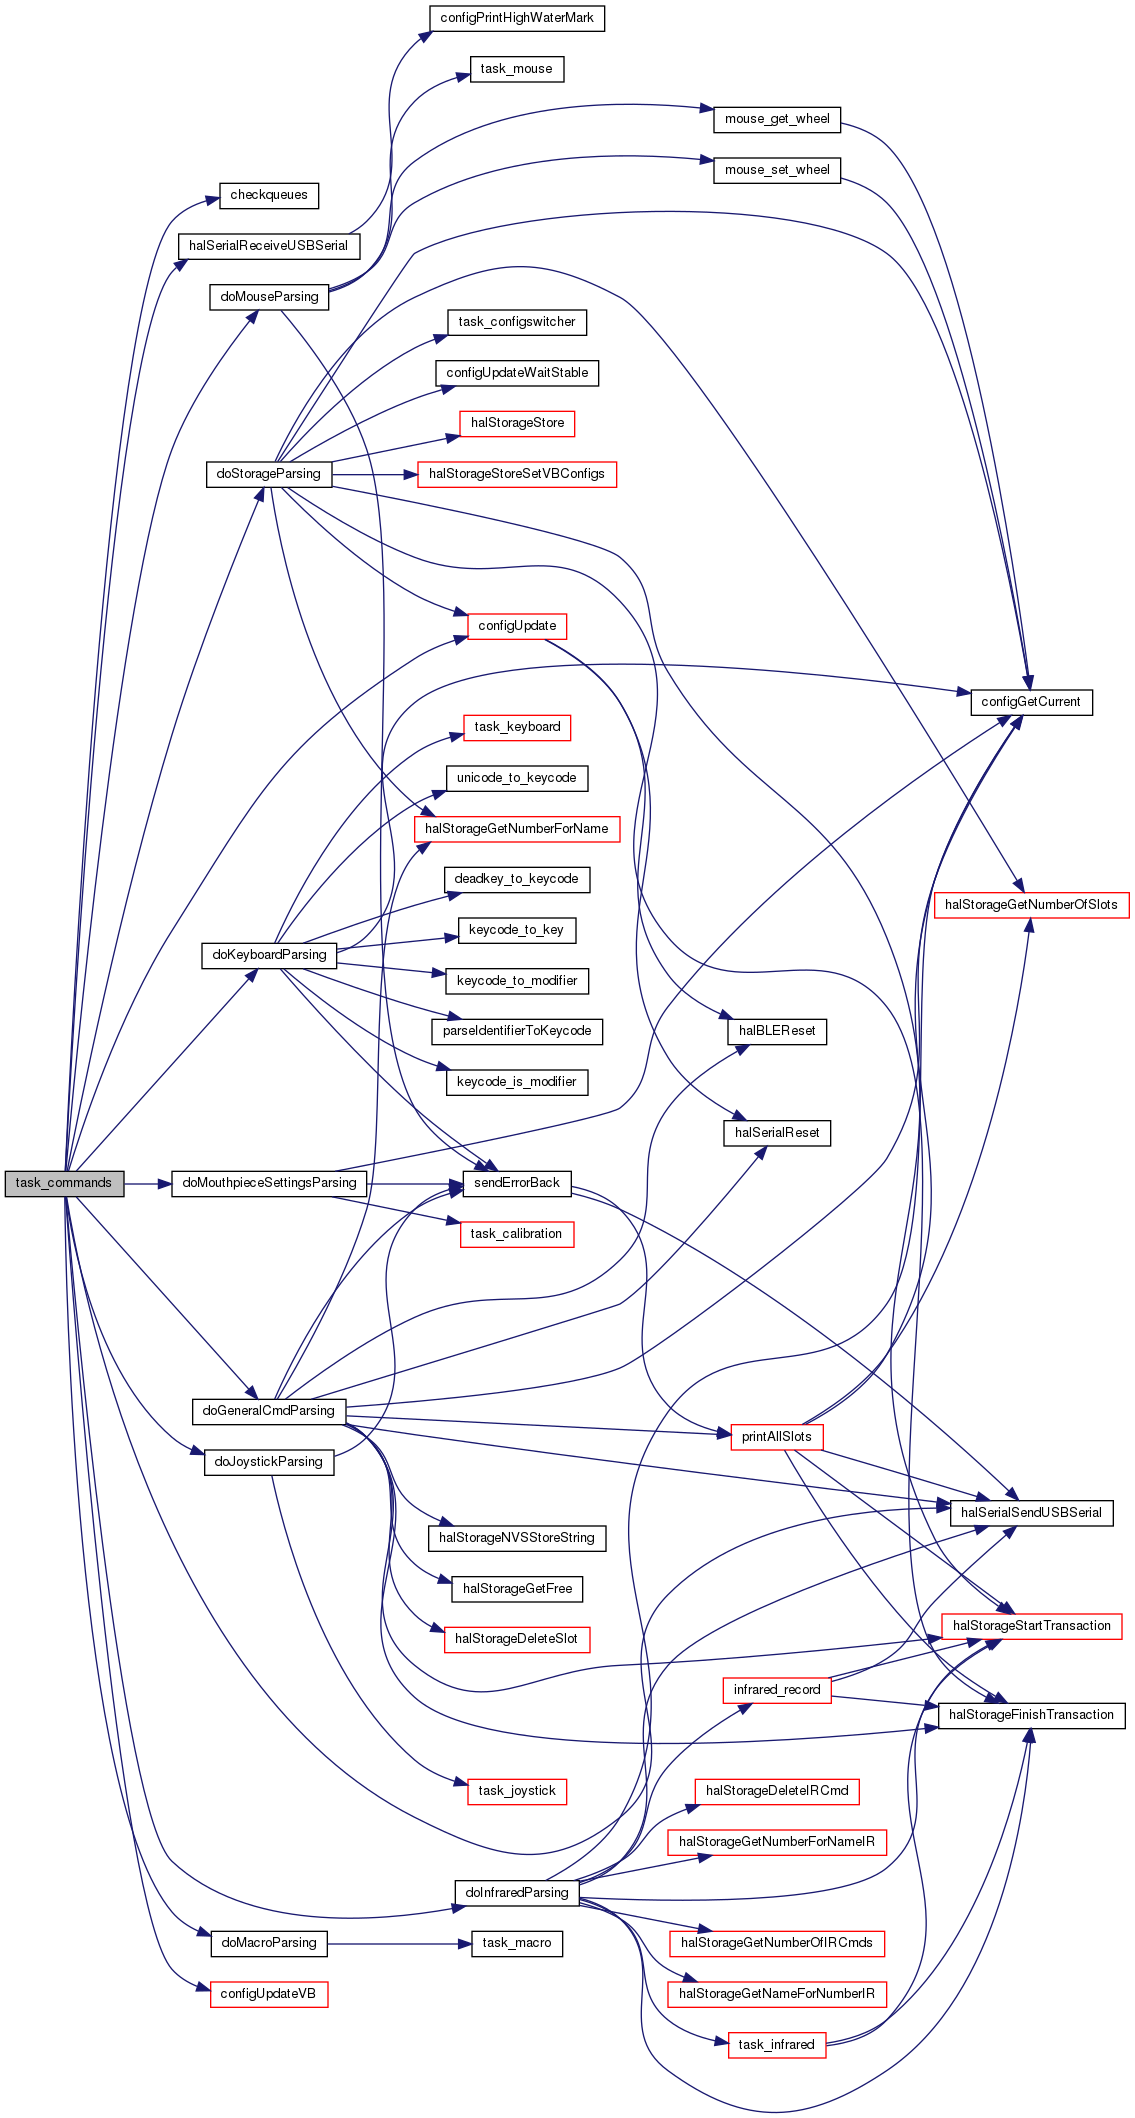 configPrintHighWaterMark
task_mouse
mouse_get_wheel
mouse_set_wheel
checkqueues
halSerialReceiveUSBSerial
doMouseParsing
task_configswitcher
configUpdateWaitStable
halStorageStore
doStorageParsing
halStorageStoreSetVBConfigs
configUpdate
configGetCurrent
task_keyboard
unicode_to_keycode
halStorageGetNumberForName
deadkey_to_keycode
halStorageGetNumberOfSlots
keycode_to_key
doKeyboardParsing
keycode_to_modifier
parseIdentifierToKeycode
halBLEReset
keycode_is_modifier
halSerialReset
task_commands
doMouthpieceSettingsParsing
sendErrorBack
task_calibration
doGeneralCmdParsing
printAllSlots
doJoystickParsing
halSerialSendUSBSerial
halStorageNVSStoreString
halStorageGetFree
halStorageStartTransaction
halStorageDeleteSlot
infrared_record
halStorageFinishTransaction
task_joystick
halStorageDeleteIRCmd
halStorageGetNumberForNameIR
doInfraredParsing
doMacroParsing
task_macro
halStorageGetNumberOfIRCmds
configUpdateVB
halStorageGetNameForNumberIR
task_infrared